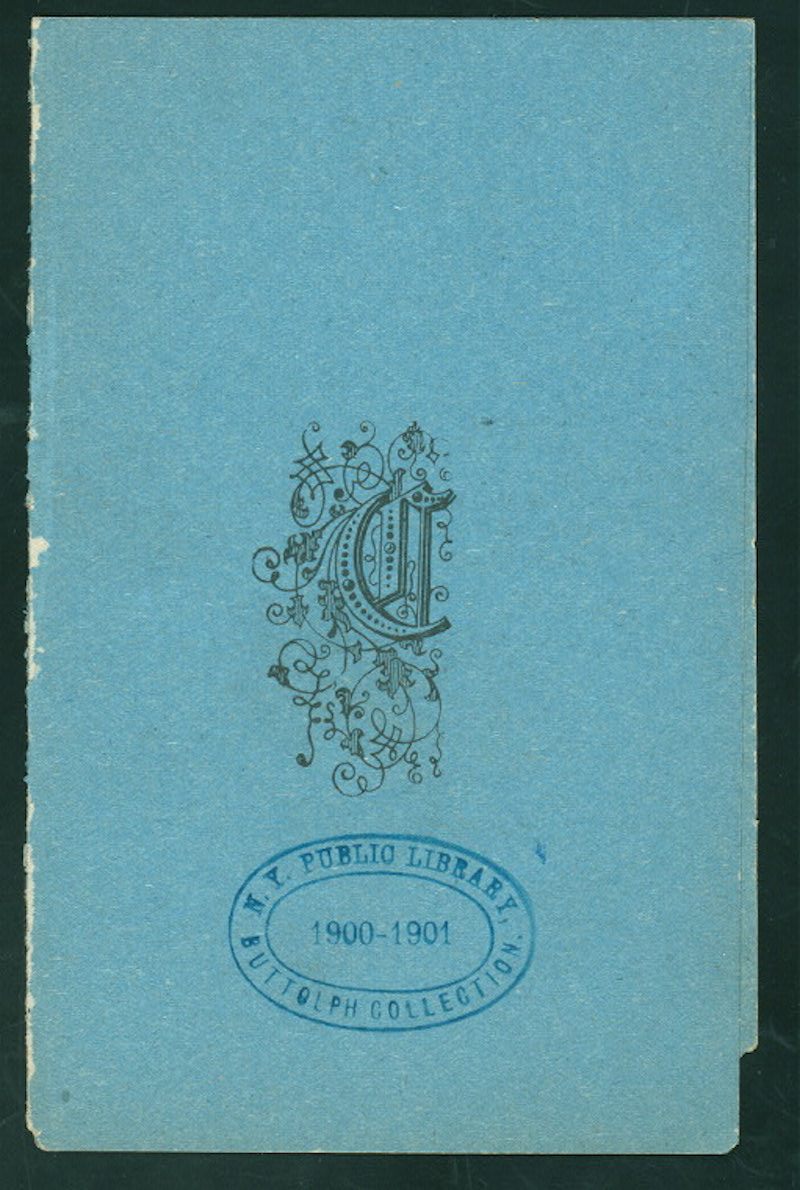 C
N. Y. PUBLIC LIBRARY,
1900-1901
BUTTOLPH COLLECTION.